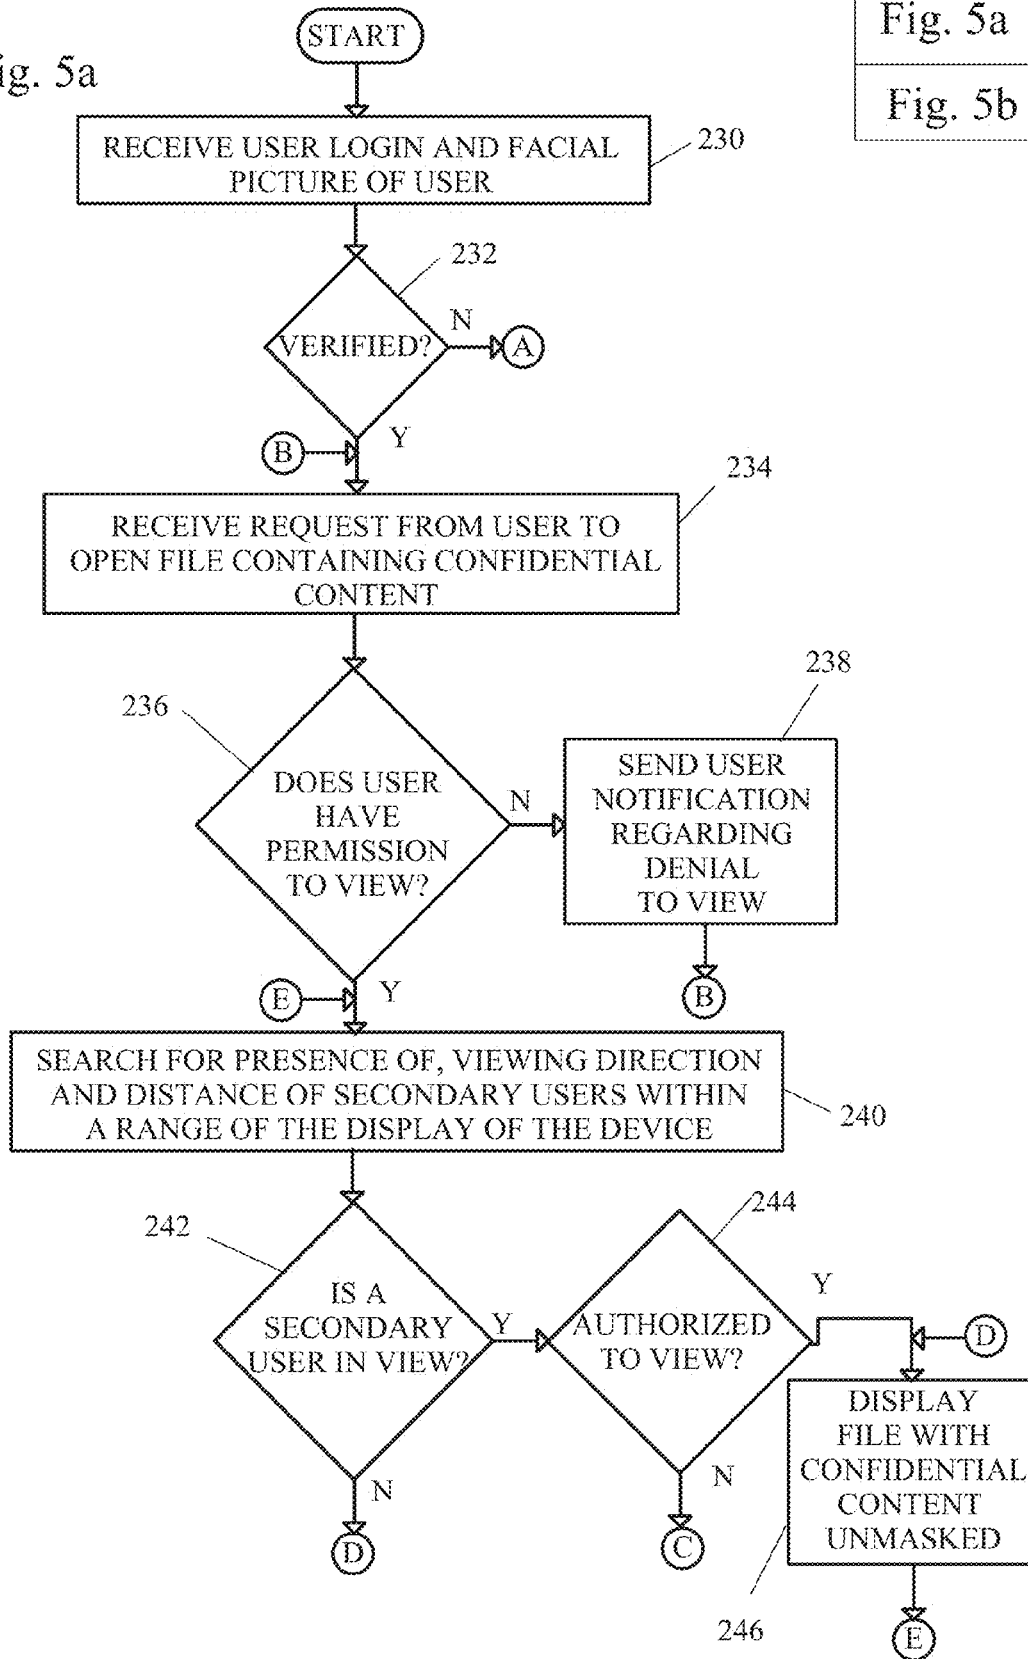 START
ig. 5a
Fig. 5a
Fig. 5b
RECEIVE USER LOGIN AND FACIAL
PICTURE OF USER
230
232
VERIFIED?
N
A
Y
B
234
RECEIVE REQUEST FROM USER TO
OPEN FILE CONTAINING CONFIDENTIAL
CONTENT
236
DOES USER
HAVE
PERMISSION
TO VIEW?
N
238
SEND USER
NOTIFICATION
REGARDING
DENIAL
TO VIEW
B
Y
E
SEARCH FOR PRESENCE OF, VIEWING DIRECTION
AND DISTANCE OF SECONDARY USERS WITHIN
A RANGE OF THE DISPLAY OF THE DEVICE
240
242
IS A
SECONDARY
USER IN VIEW?
Y
N
D
244
AUTHORIZED
TO VIEW?
Y
N
C
D
DISPLAY
FILE WITH
CONFIDENTIAL
CONTENT
UNMASKED
246
E